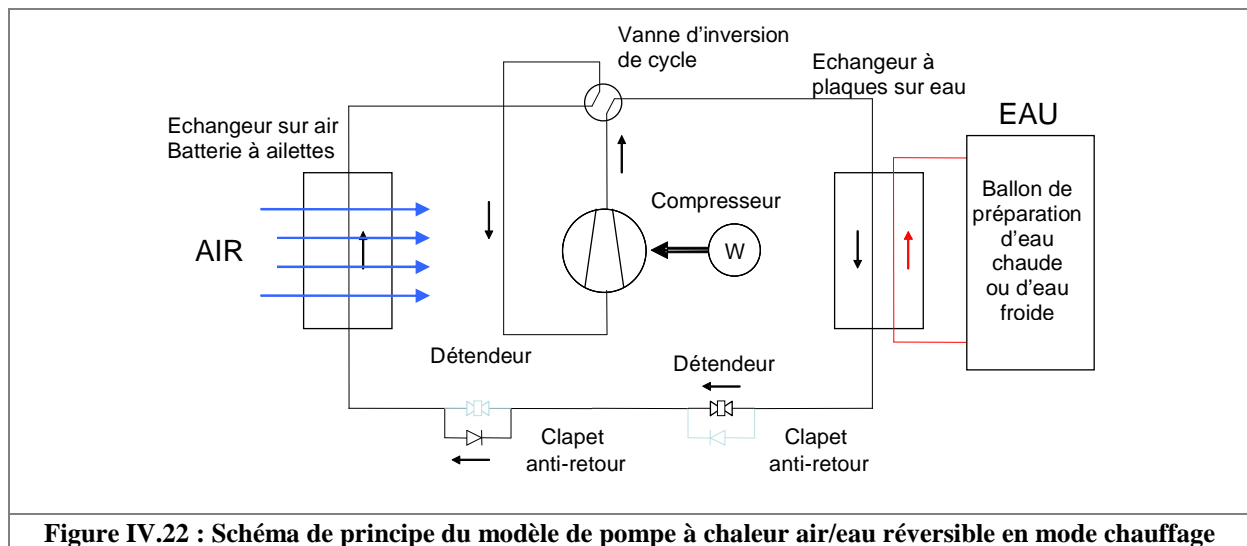 Vanne d'inversion
de cycle
Echangeur à
plaques sur eau
EAU
Echangeur sur air
Batterie à ailettes
AIR
Compresseur
W
Ballon de
préparation
d'eau
chaude
ou d'eau
froide
Détendeur
Détendeur
Clapet
anti-retour
Clapet
anti-retour
Figure IV.22 : Schéma de principe du modèle de pompe à chaleur air/eau réversible en mode chauffage